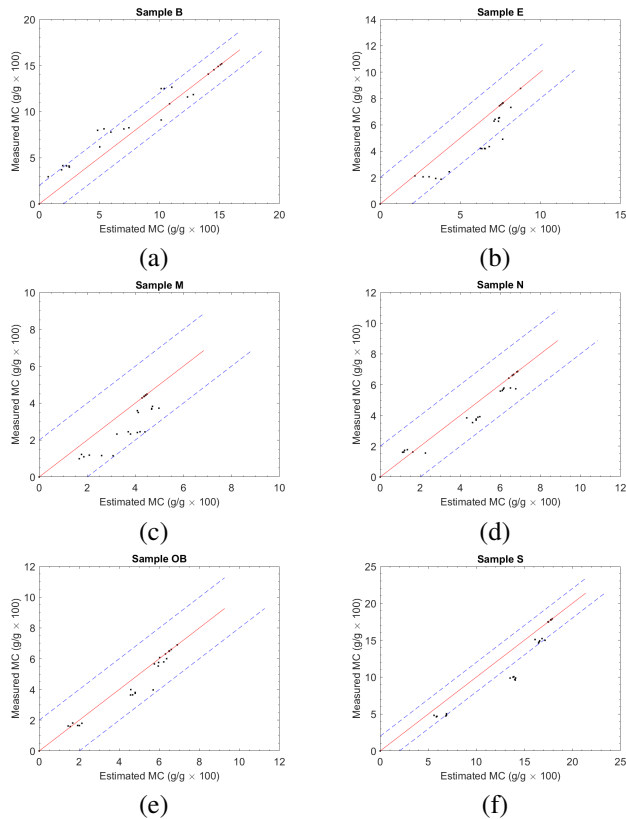 Sample B
20
15
10
5
0
0 5 10 15 20
Measured MC (g/g × 100)
Estimated MC (g/g × 100)
(a)
Sample E
14
12
10
8
6
4
2
0
0 5 10 15
Measured MC (g/g × 100)
Estimated MC (g/g × 100)
(b)
Sample M
10
8
6
4
2
0
0 2 4 6 8 10
Measured MC (g/g × 100)
Estimated MC (g/g × 100)
(c)
Sample N
12
10
8
6
4
2
0
0 2 4 6 8 10 12
Measured MC (g/g × 100)
Estimated MC (g/g × 100)
(d)
Sample OB
12
10
8
6
4
2
0
0 2 4 6 8 10 12
Measured MC (g/g × 100)
Estimated MC (g/g × 100)
(e)
Sample S
25
20
15
10
5
0
0 5 10 15 20 25
Measured MC (g/g × 100)
Estimated MC (g/g × 100)
(f)